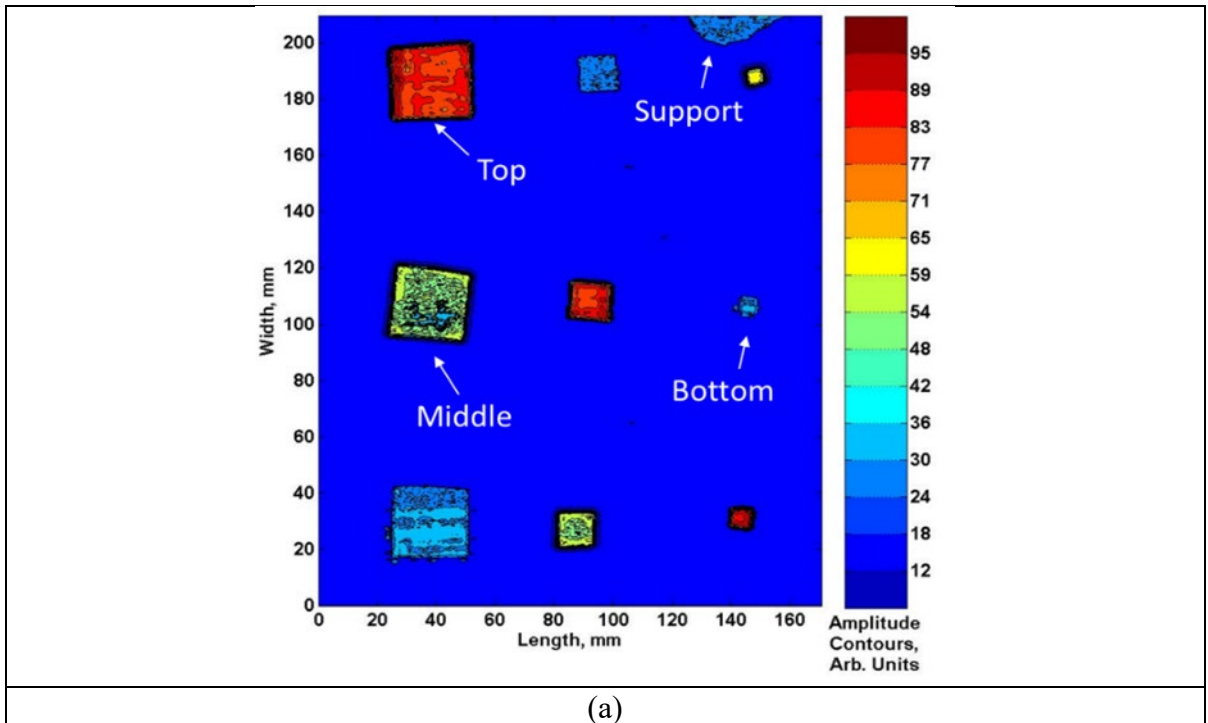 200
180
160
140
120
100
80
60
40
20
0
Width, mm
0 20 40 60 80 100 120 140 160
Length, mm
Support
Top
Middle
Bottom
95
89
83
77
71
65
59
54
48
42
36
30
24
18
12
Amplitude
Contours,
Arb. Units
(a)